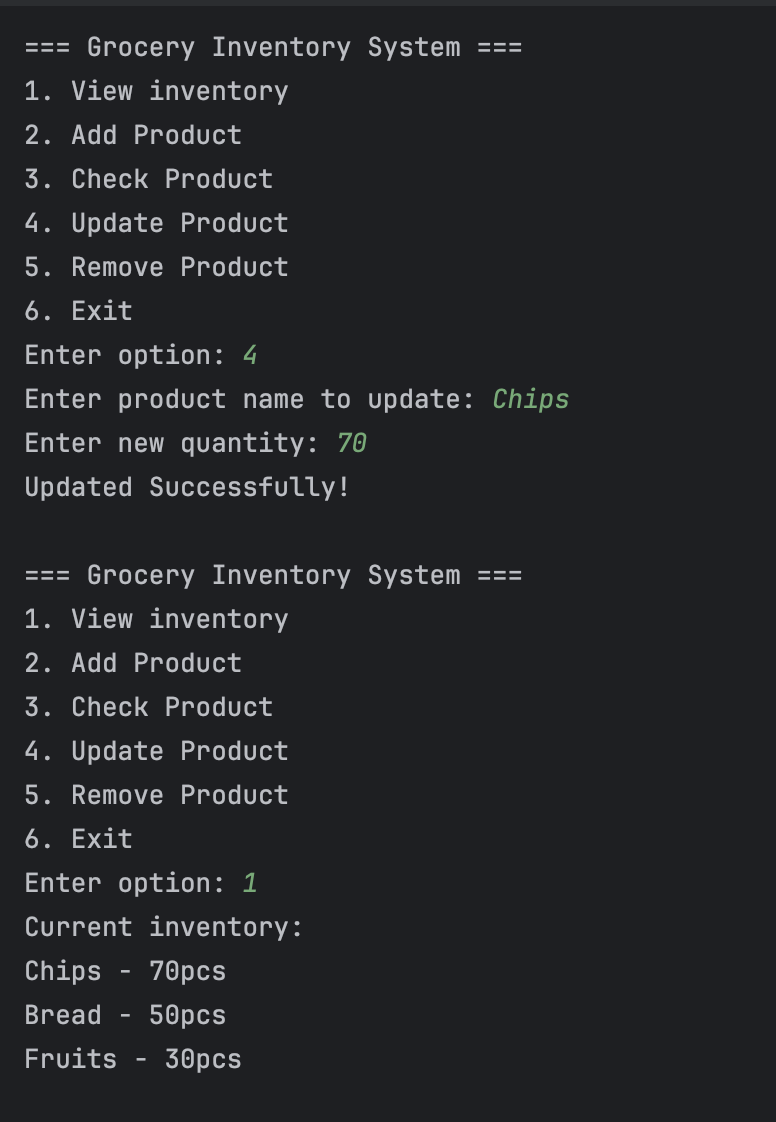 === Grocery Inventory System ===
1. View inventory
2. Add Product
3. Check Product
4. Update Product
5. Remove Product
6. Exit
Enter option: 4
Enter product name to update: Chips
Enter new quantity: 70
Updated Successfully!
=== Grocery Inventory System ===
1. View inventory
2. Add Product
3. Check Product
4. Update Product
5. Remove Product
6. Exit
Enter option: 1
Current inventory:
Chips - 70pcs
Bread - 50pcs
Fruits - 30pcs